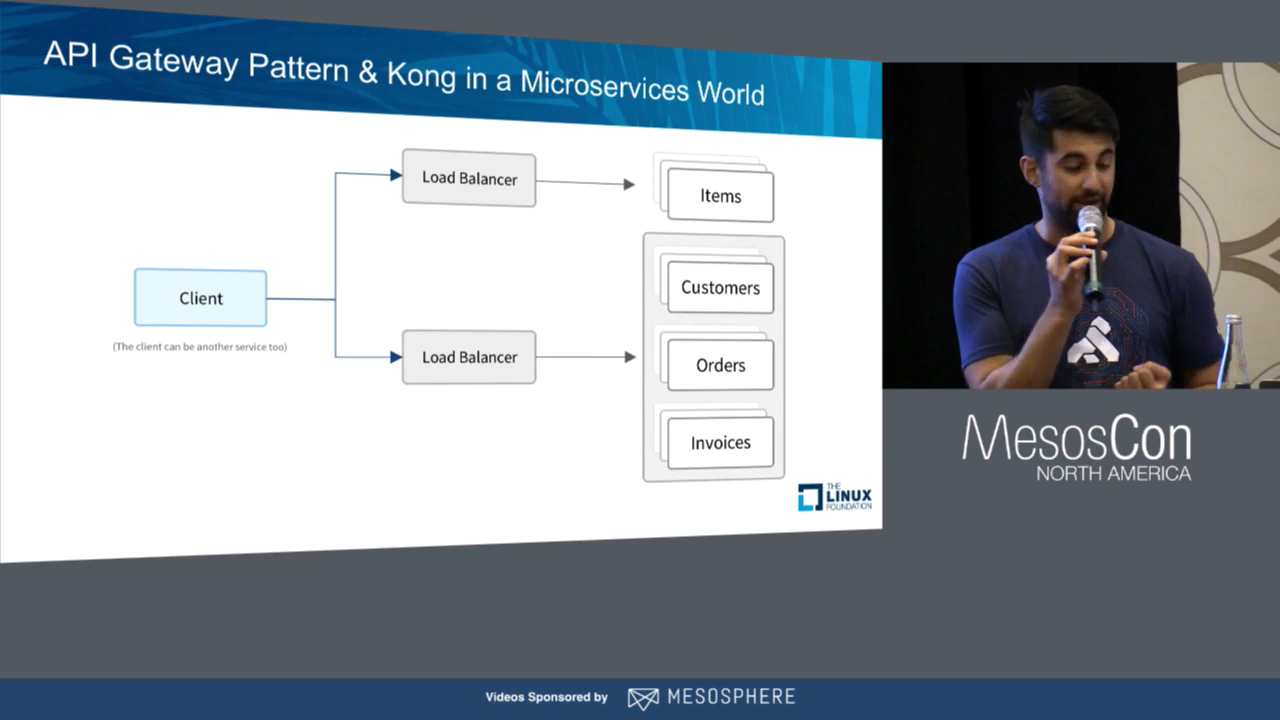 API Gateway Pattern & Kong in a Microservices World
Load Balancer
Items
Client
(The client can be another service too)
Customers
Load Balancer
Orders
Invoices
THE
LINUX
FOUNDATION
MesosCon
NORTH AMERICA
Videos Sponsored by
MESOSPHERE